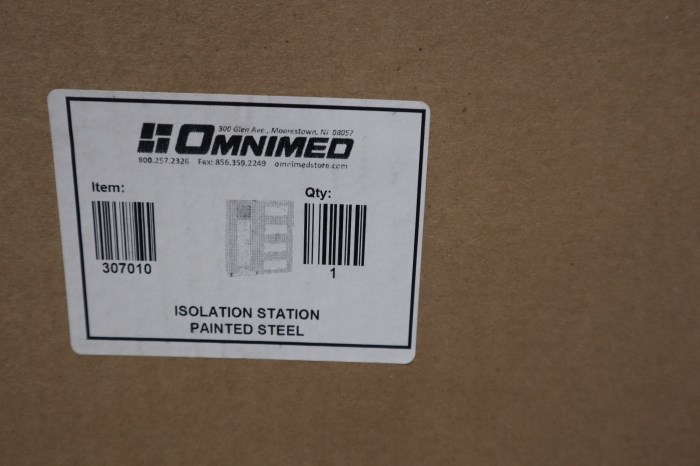 300 Glen Ave., Moorestown, NJ 08057
OMNIMED
800.257.2326 Fax: 856.359.2249 omnimedstore.com
Item:
Qty:
307010
1
ISOLATION STATION
PAINTED STEEL